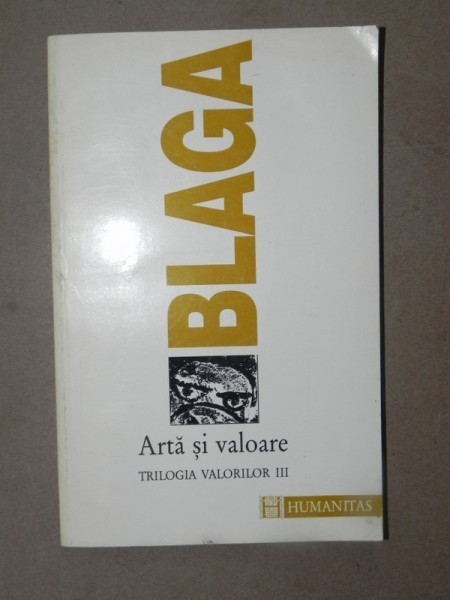 BLAGA
Artă și valoare
TRILOGIA VALORILOR III
HUMANITAS